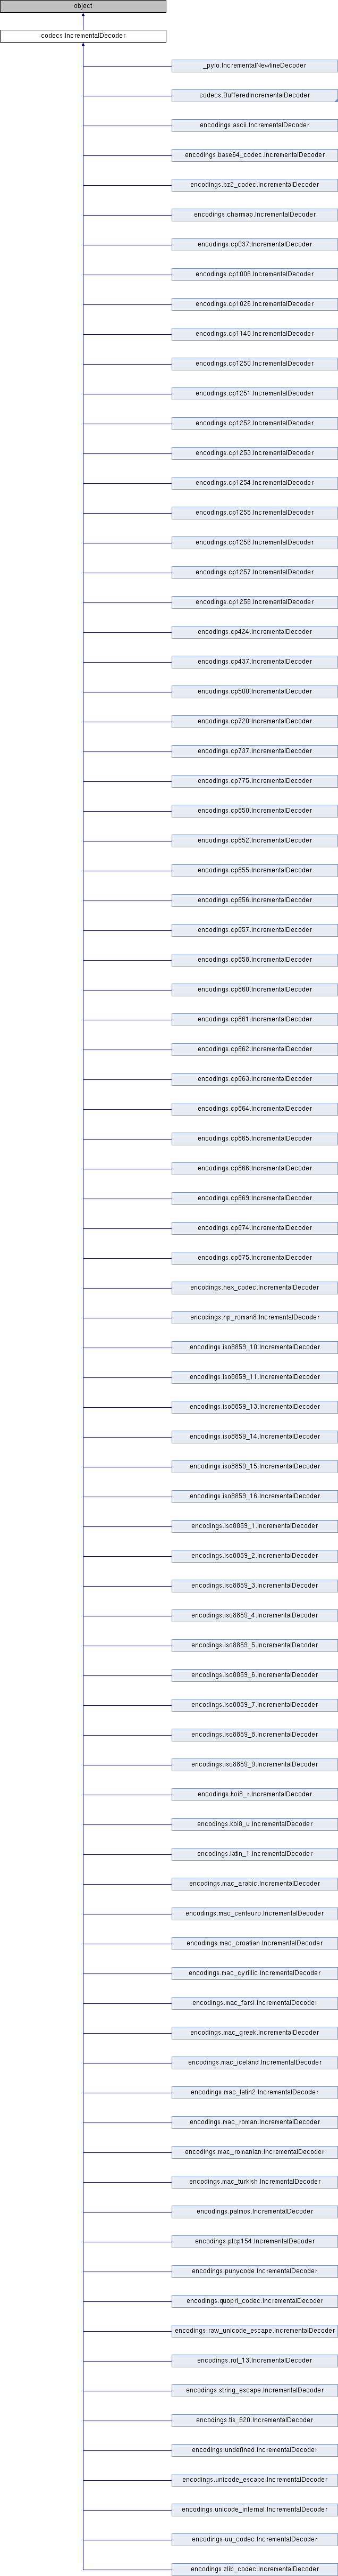 object
codecs.IncrementalDecoder
_pyio.IncrementalNewlineDecoder
codecs.BufferedIncrementalDecoder
encodings.ascii.IncrementalDecoder
encodings.base64_codec.IncrementalDecoder
encodings.bz2_codec.IncrementalDecoder
encodings.charmap.IncrementalDecoder
encodings.cp037.IncrementalDecoder
encodings.cp1006.IncrementalDecoder
encodings.cp1026.IncrementalDecoder
encodings.cp1140.IncrementalDecoder
encodings.cp1250.IncrementalDecoder
encodings.cp1251.IncrementalDecoder
encodings.cp1252.IncrementalDecoder
encodings.cp1253.IncrementalDecoder
encodings.cp1254.IncrementalDecoder
encodings.cp1255.IncrementalDecoder
encodings.cp1256.IncrementalDecoder
encodings.cp1257.IncrementalDecoder
encodings.cp1258.IncrementalDecoder
encodings.cp424.IncrementalDecoder
encodings.cp437.IncrementalDecoder
encodings.cp500.IncrementalDecoder
encodings.cp720.IncrementalDecoder
encodings.cp737.IncrementalDecoder
encodings.cp775.IncrementalDecoder
encodings.cp850.IncrementalDecoder
encodings.cp852.IncrementalDecoder
encodings.cp855.IncrementalDecoder
encodings.cp856.IncrementalDecoder
encodings.cp857.IncrementalDecoder
encodings.cp858.IncrementalDecoder
encodings.cp860.IncrementalDecoder
encodings.cp861.IncrementalDecoder
encodings.cp862.IncrementalDecoder
encodings.cp863.IncrementalDecoder
encodings.cp864.IncrementalDecoder
encodings.cp865.IncrementalDecoder
encodings.cp866.IncrementalDecoder
encodings.cp869.IncrementalDecoder
encodings.cp874.IncrementalDecoder
encodings.cp875.IncrementalDecoder
encodings.hex_codec.IncrementalDecoder
encodings.hp_roman8.IncrementalDecoder
encodings.iso8859_10.IncrementalDecoder
encodings.iso8859_11.IncrementalDecoder
encodings.iso8859_13.IncrementalDecoder
encodings.iso8859_14.IncrementalDecoder
encodings.iso8859_15.IncrementalDecoder
encodings.iso8859_16.IncrementalDecoder
encodings.iso8859_1.IncrementalDecoder
encodings.iso8859_2.IncrementalDecoder
encodings.iso8859_3.IncrementalDecoder
encodings.iso8859_4.IncrementalDecoder
encodings.iso8859_5.IncrementalDecoder
encodings.iso8859_6.IncrementalDecoder
encodings.iso8859_7.IncrementalDecoder
encodings.iso8859_8.IncrementalDecoder
encodings.iso8859_9.IncrementalDecoder
encodings.koi8_r.IncrementalDecoder
encodings.koi8_u.IncrementalDecoder
encodings.latin_1.IncrementalDecoder
encodings.mac_arabic.IncrementalDecoder
encodings.mac_centeuro.IncrementalDecoder
encodings.mac_croatian.IncrementalDecoder
encodings.mac_cyrillic.IncrementalDecoder
encodings.mac_farsi.IncrementalDecoder
encodings.mac_greek.IncrementalDecoder
encodings.mac_iceland.IncrementalDecoder
encodings.mac_latin2.IncrementalDecoder
encodings.mac_roman.IncrementalDecoder
encodings.mac_romanian.IncrementalDecoder
encodings.mac_turkish.IncrementalDecoder
encodings.palmos.IncrementalDecoder
encodings.ptcp154.IncrementalDecoder
encodings.punycode.IncrementalDecoder
encodings.quopri_codec.IncrementalDecoder
encodings.raw_unicode_escape.IncrementalDecoder
encodings.rot_13.IncrementalDecoder
encodings.string_escape.IncrementalDecoder
encodings.tis_620.IncrementalDecoder
encodings.undefined.IncrementalDecoder
encodings.unicode_escape.IncrementalDecoder
encodings.unicode_internal.IncrementalDecoder
encodings.uu_codec.IncrementalDecoder
encodings.zlib_codec.IncrementalDecoder